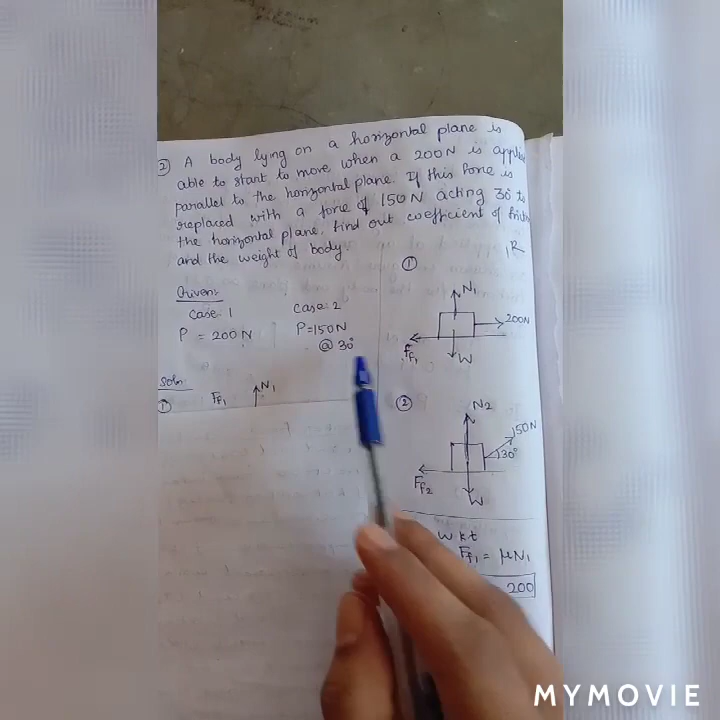 ② A body lying on a horizontal plane is
able to start to move when a 200N is
parallel to the horizontal plane. If this force is
replaced with a force of 150N acting 30° to
the horizontal plane, find out coefficient of
and the weight of body.
Given:
Case: 1
P = 200N
Case: 2
P=150N
@ 30°
Soln
①
Ff1
N1
R
①
N1
200N
Ff1
W
②
N2
150N
30°
Ff2
W
W k t
Ff1 = μN1
200
MYMOVIE